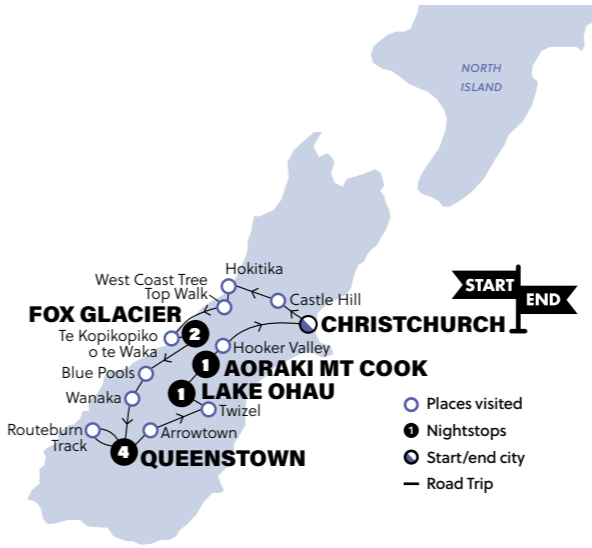 NORTH
ISLAND
Hokitika
West Coast Tree
Top Walk
Castle Hill
START
END
FOX GLACIER
2
CHRISTCHURCH
Te Kopikopiko
o te Waka
Hooker Valley
1
AORAKI MT COOK
Blue Pools
1
LAKE OHAU
Wanaka
Twizel
Routeburn
Track
Arrowtown
4
QUEENSTOWN
Places visited
1
Nightstops
Start/end city
Road Trip